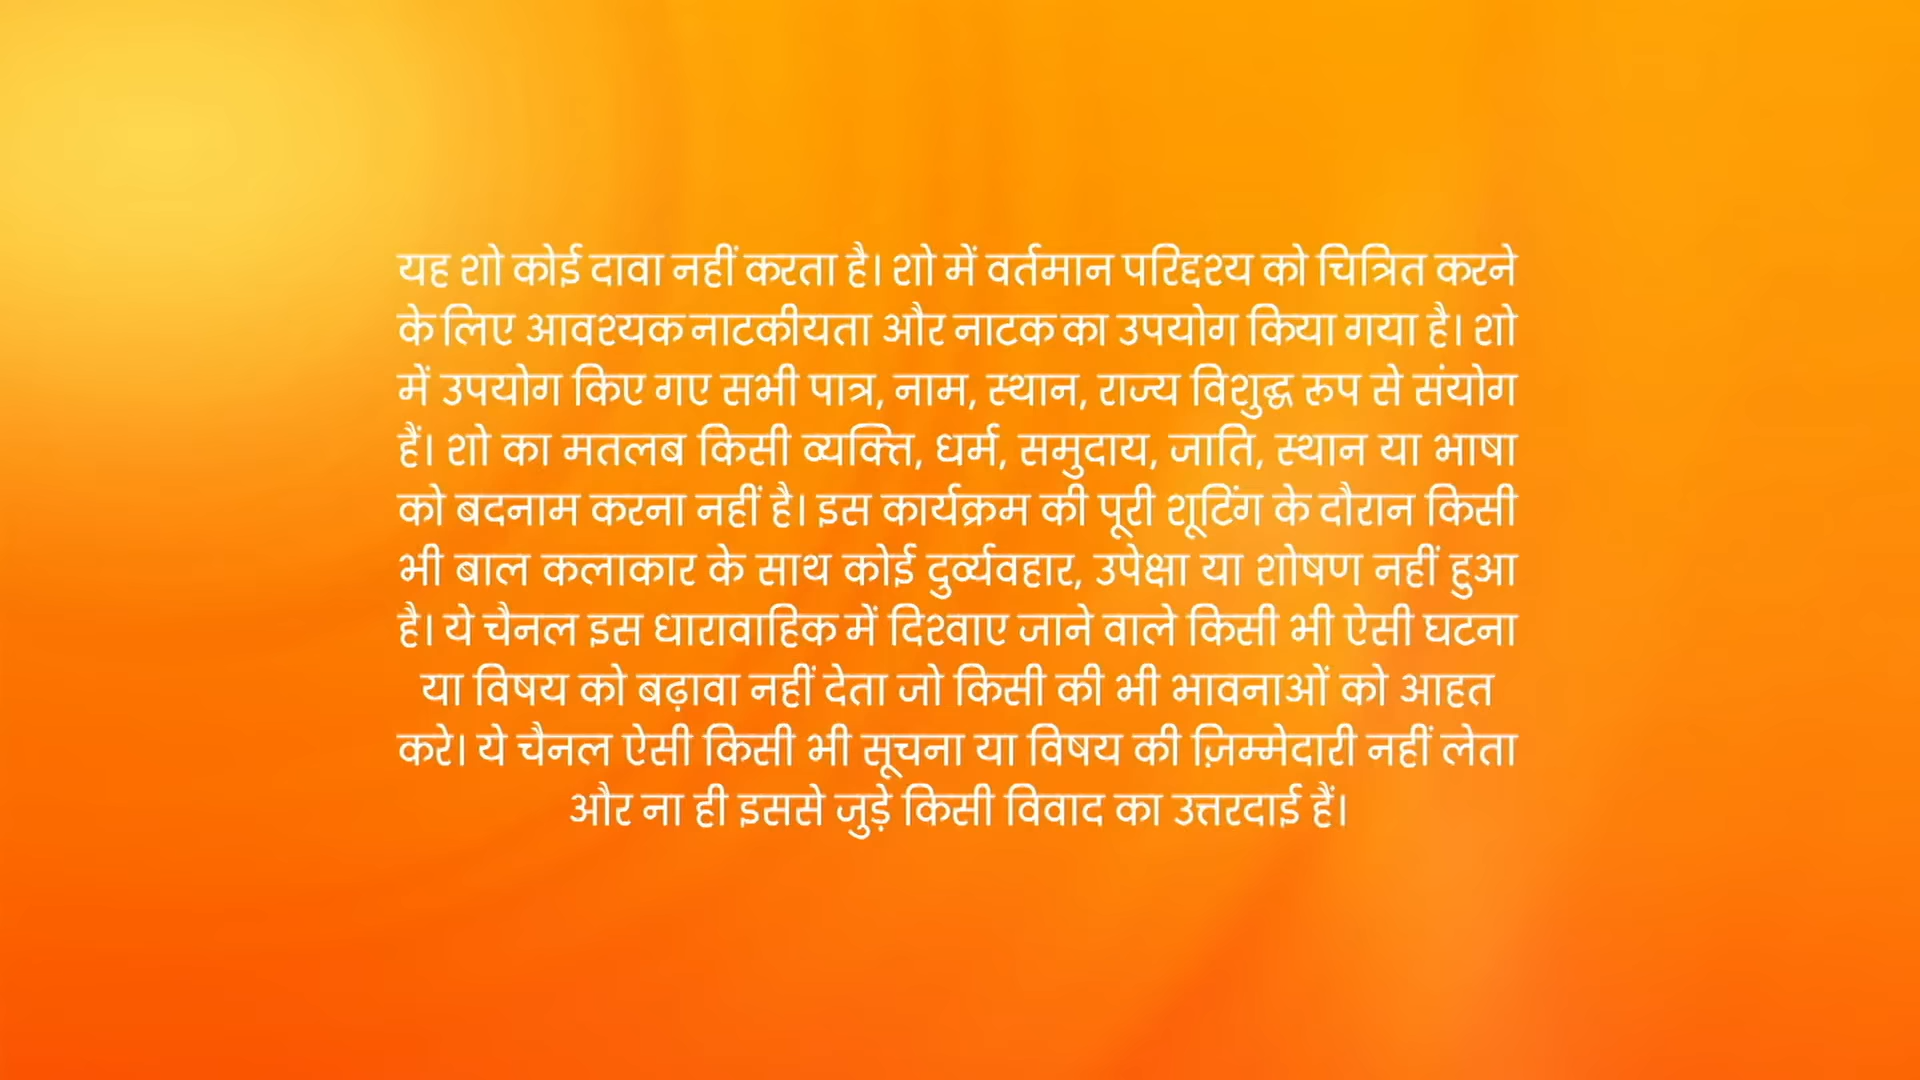 यह शो कोई दावा नहीं करता है। शो में वर्तमान परिदृश्य को चित्रित करने
के लिए आवश्यक नाटकीयता और नाटक का उपयोग किया गया है। शो
में उपयोग किए गए सभी पात्र, नाम, स्थान, राज्य विशुद्ध रुप से संयोग
हैं। शो का मतलब किसी व्यक्ति, धर्म, समुदाय, जाति, स्थान या भाषा
को बदनाम करना नहीं है। इस कार्यक्रम की पूरी शूटिंग के दौरान किसी
भी बाल कलाकार के साथ कोई दुर्व्यवहार, उपेक्षा या शोषण नहीं हुआ
है। ये चैनल इस धारावाहिक में दिखाए जाने वाले किसी भी ऐसी घटना
या विषय को बढ़ावा नहीं देता जो किसी की भी भावनाओं को आहत
करे। ये चैनल ऐसी किसी भी सूचना या विषय की ज़िम्मेदारी नहीं लेता
और ना ही इससे जुड़े किसी विवाद का उत्तरदाई हैं।